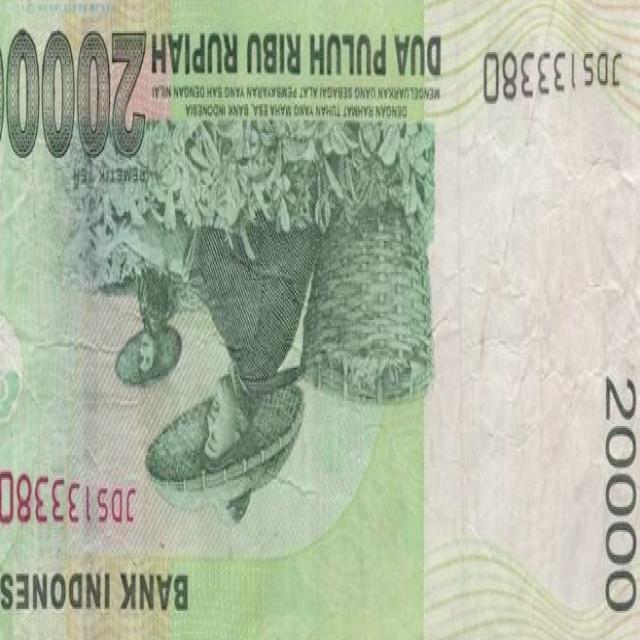 BANK INDONES
JDS133380
20000
PEMETIK TEH
DENGAN RAHMAT TUHAN YANG MAHA ESA, BANK INDONESIA
MENGELUARKAN UANG SEBAGAI ALAT PEMBAYARAN YANG SAH DENGAN NILAI
DUA PULUH RIBU RUPIAH
JDS133380
20000